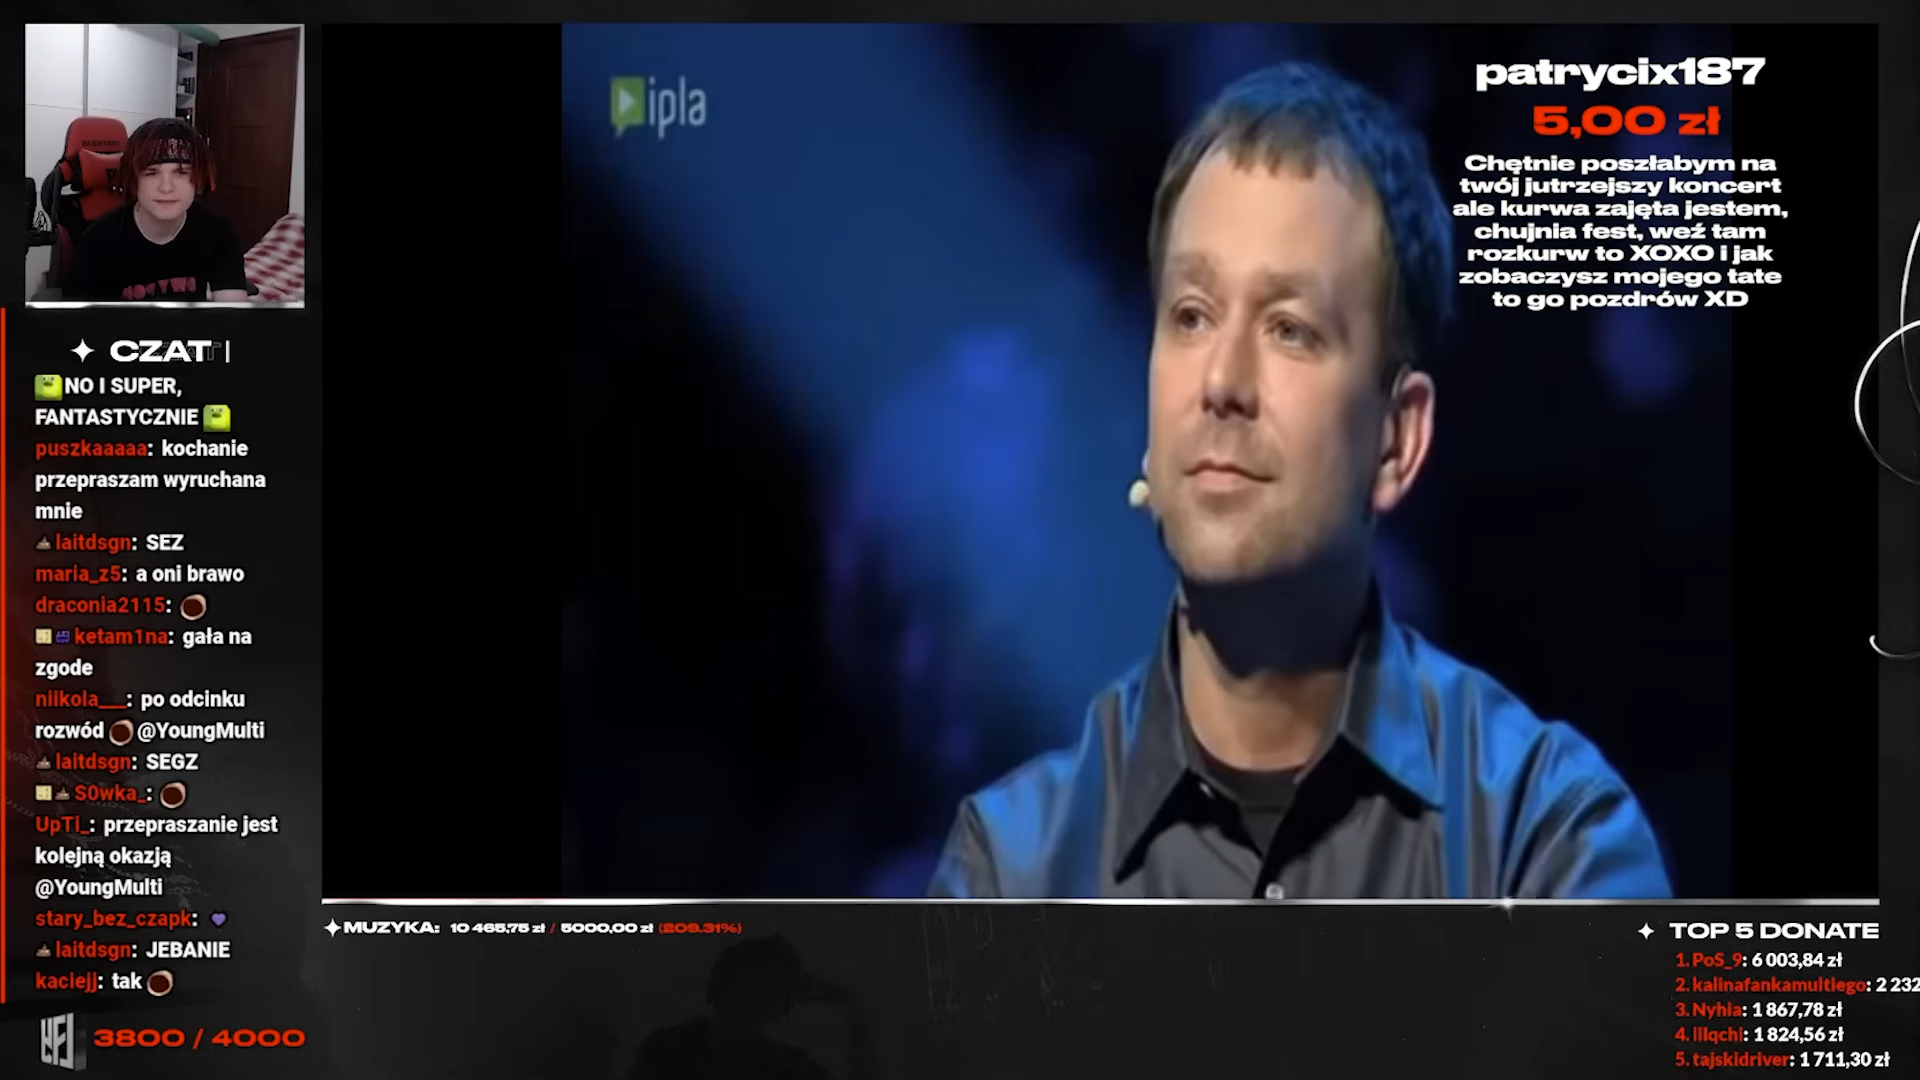 ipla
patrycix187
5,00 zł
Chętnie poszłabym na
twój jutrzejszy koncert
ale kurwa zajęta jestem,
chujnia fest, weź tam
rozkurw to XOXO i jak
zobaczysz mojego tate
to go pozdrów XD
CZAT
NO I SUPER,
FANTASTYCZNIE
puszkaaaaa: kochanie
przepraszam wyruchana
mnie
laitdsgn: SEZ
maria_z5: a oni brawo
draconia2115:
ketam1na: gała na
zgode
niikola___: po odcinku
rozwód @YoungMulti
laitdsgn: SEGZ
S0wka_:
UpTi_: przepraszanie jest
kolejną okazją
@YoungMulti
stary_bez_czapk:
laitdsgn: JEBANIE
kaciejj: tak
3800 / 4000
MUZYKA: 10 465,75 zł / 5000,00 zł (209.31%)
TOP 5 DONATE
1. PoS_9: 6 003,84 zł
2. kalinafankamultiego: 2 232
3. Nyhia: 1 867,78 zł
4. lilqchi: 1 824,56 zł
5. tajskidriver: 1 711,30 zł